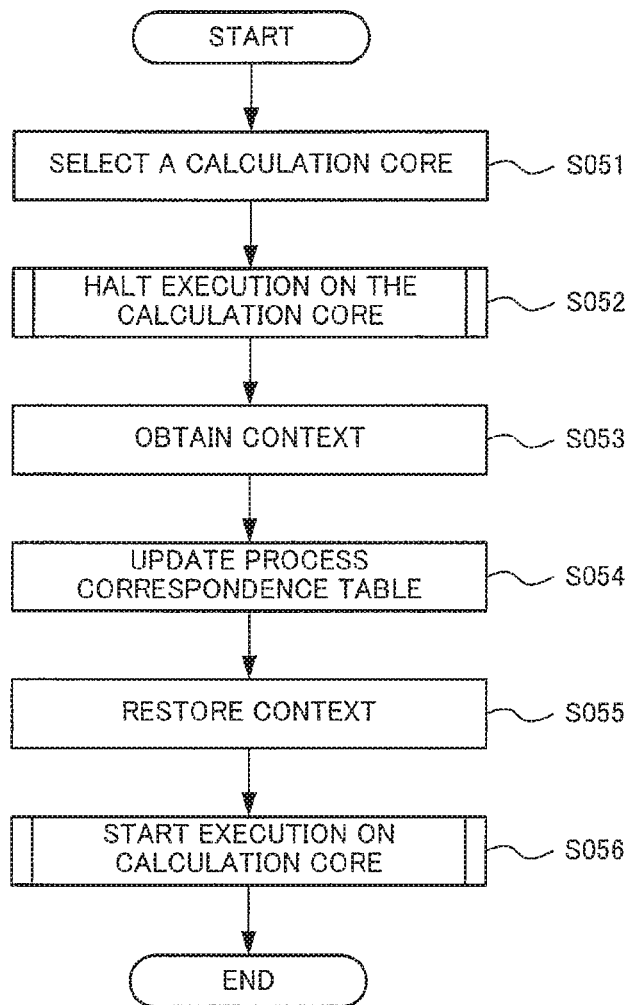 START
SELECT A CALCULATION CORE
S051
HALT EXECUTION ON THE
CALCULATION CORE
S052
OBTAIN CONTEXT
S053
UPDATE PROCESS
CORRESPONDENCE TABLE
S054
RESTORE CONTEXT
S055
START EXECUTION ON
CALCULATION CORE
S056
END